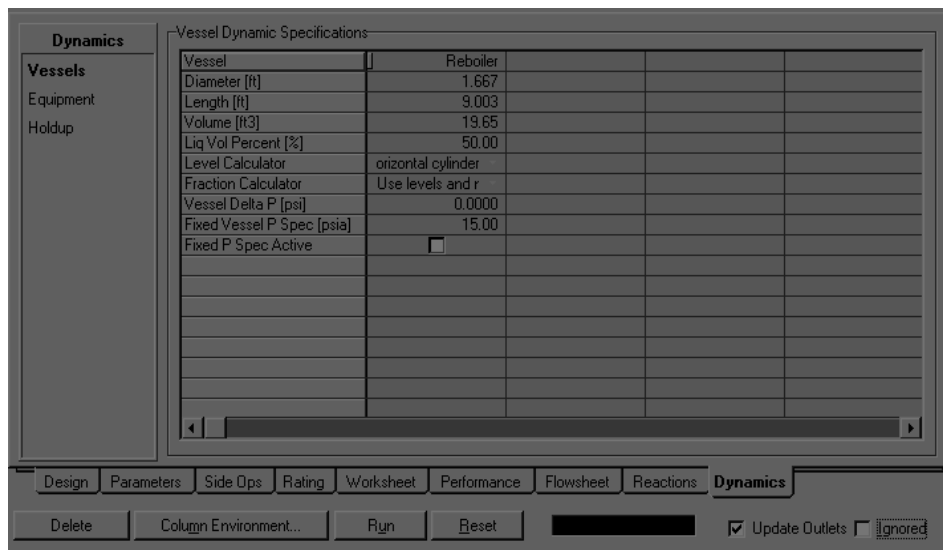 Dynamics
Vessels
Equipment
Holdup
Vessel Dynamic Specifications
Vessel Reboiler
Diameter [ft] 1.667
Length [ft] 9.003
Volume [ft3] 19.65
Liq Vol Percent [%] 50.00
Level Calculator orizontal cylinder
Fraction Calculator Use levels and r
Vessel Delta P [psi] 0.0000
Fixed Vessel P Spec [psia] 15.00
Fixed P Spec Active
Design Parameters Side Ops Rating Worksheet Performance Flowsheet Reactions Dynamics
Delete Column Environment... Run Reset Update Outlets Ignored